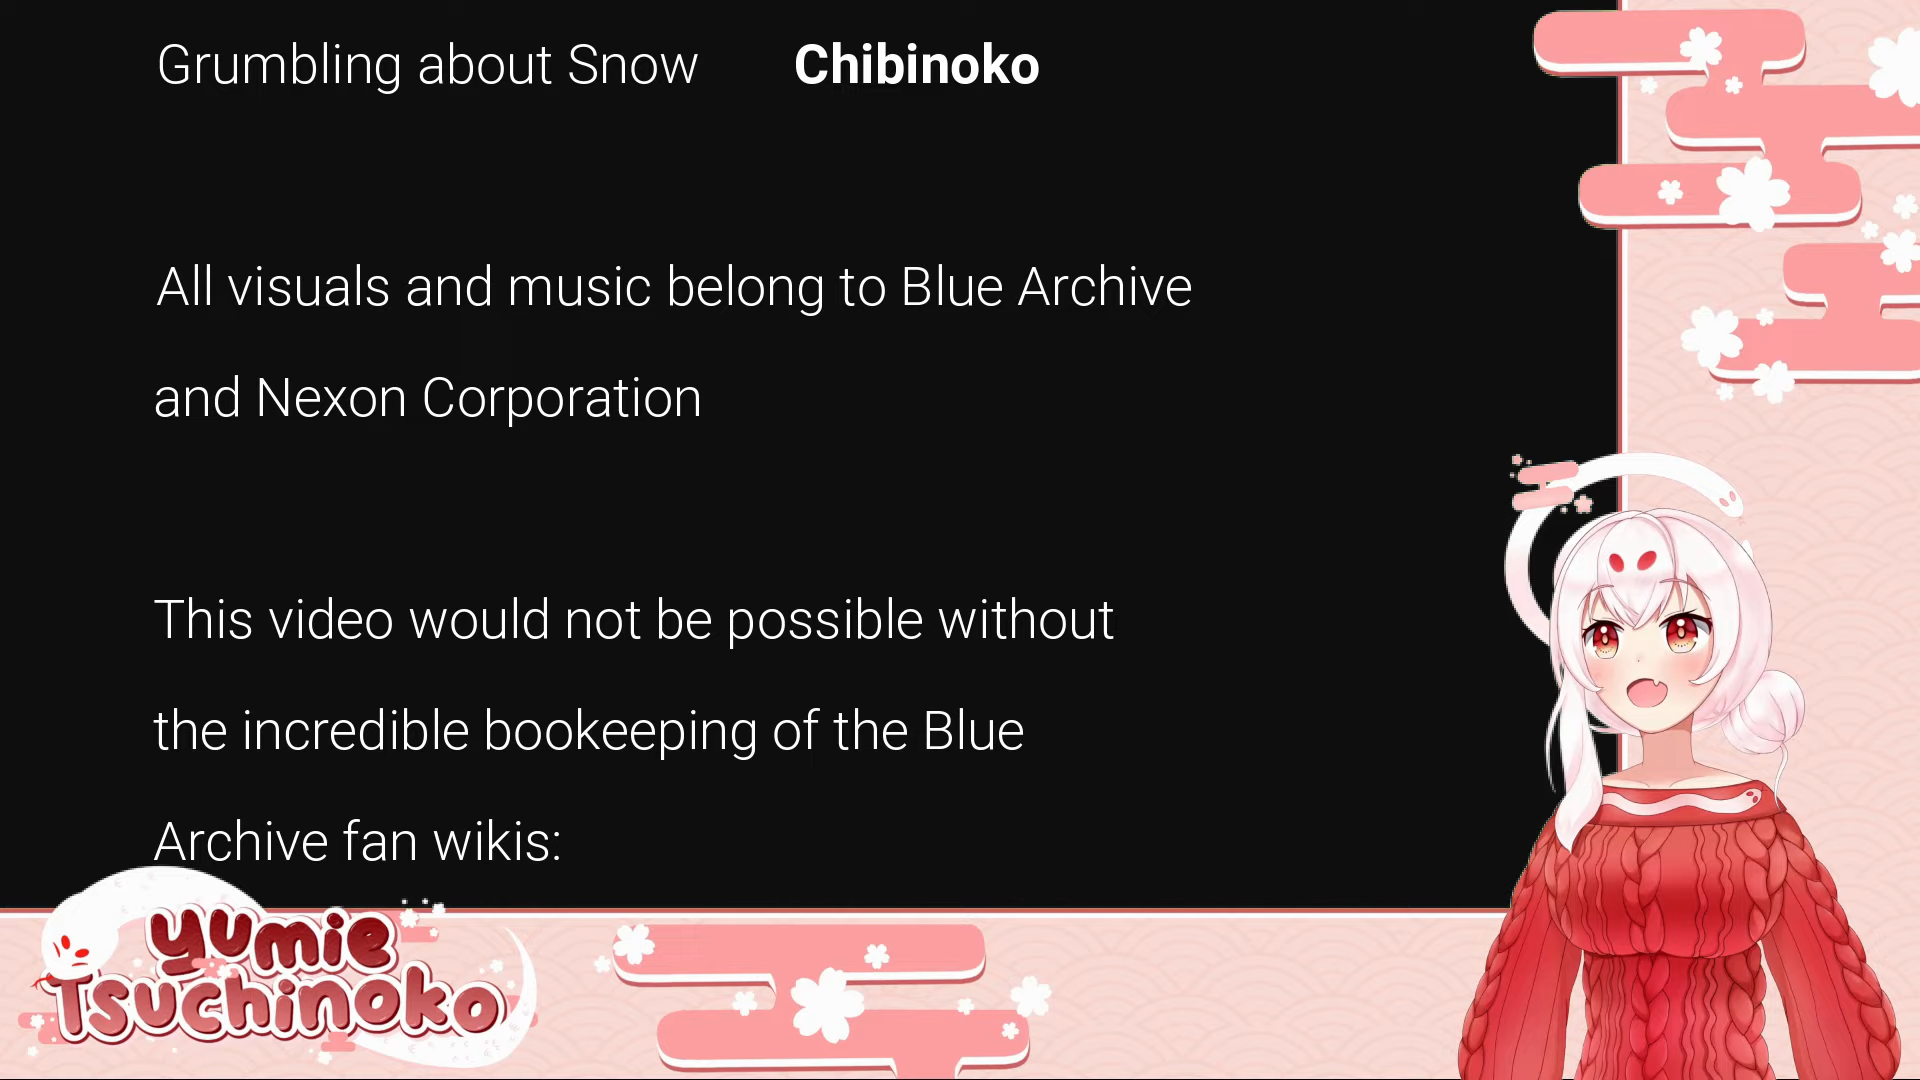 Grumbling about Snow Chibinoko
All visuals and music belong to Blue Archive
and Nexon Corporation
This video would not be possible without
the incredible bookeeping of the Blue
Archive fan wikis:
yumie
Tsuchinoko